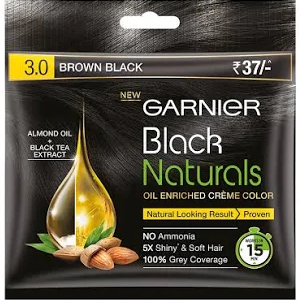 3.0 BROWN BLACK
₹37/-^
NEW
GARNIER
Black
Naturals
OIL ENRICHED CRÈME COLOR
ALMOND OIL
+
BLACK TEA
EXTRACT
Natural Looking Result > Proven
NO Ammonia
5X Shiny* & Soft Hair
100% Grey Coverage
15
MIN